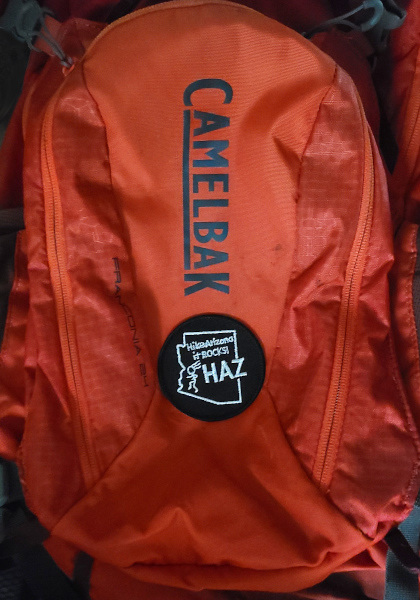 CAMELBAK
FRANCONIA 24
HikeArizona
it ROCKS!
HAZ